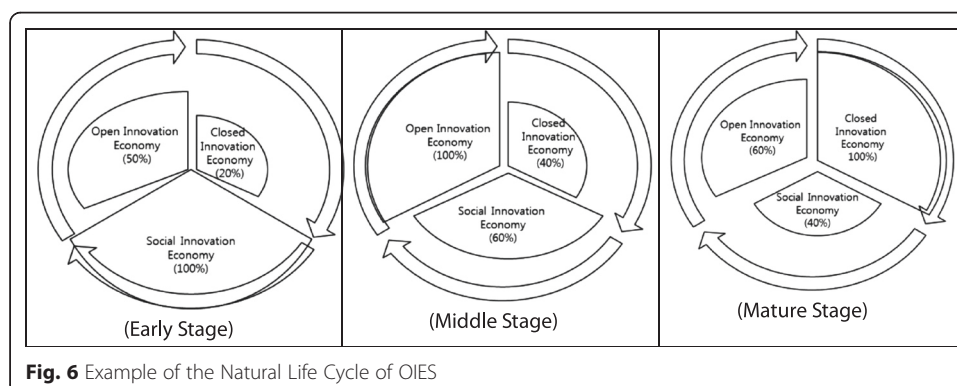 Open Innovation
Economy
(50%)
Closed
Innovation
Economy
(20%)
Social Innovation
Economy
(100%)
(Early Stage)
Open Innovation
Economy
(100%)
Closed
Innovation
Economy
(40%)
Social Innovation
Economy
(60%)
(Middle Stage)
Open Innovation
Economy
(60%)
Closed
Innovation
Economy
100%)
Social Innovation
Economy
(40%)
(Mature Stage)
Fig. 6 Example of the Natural Life Cycle of OIES